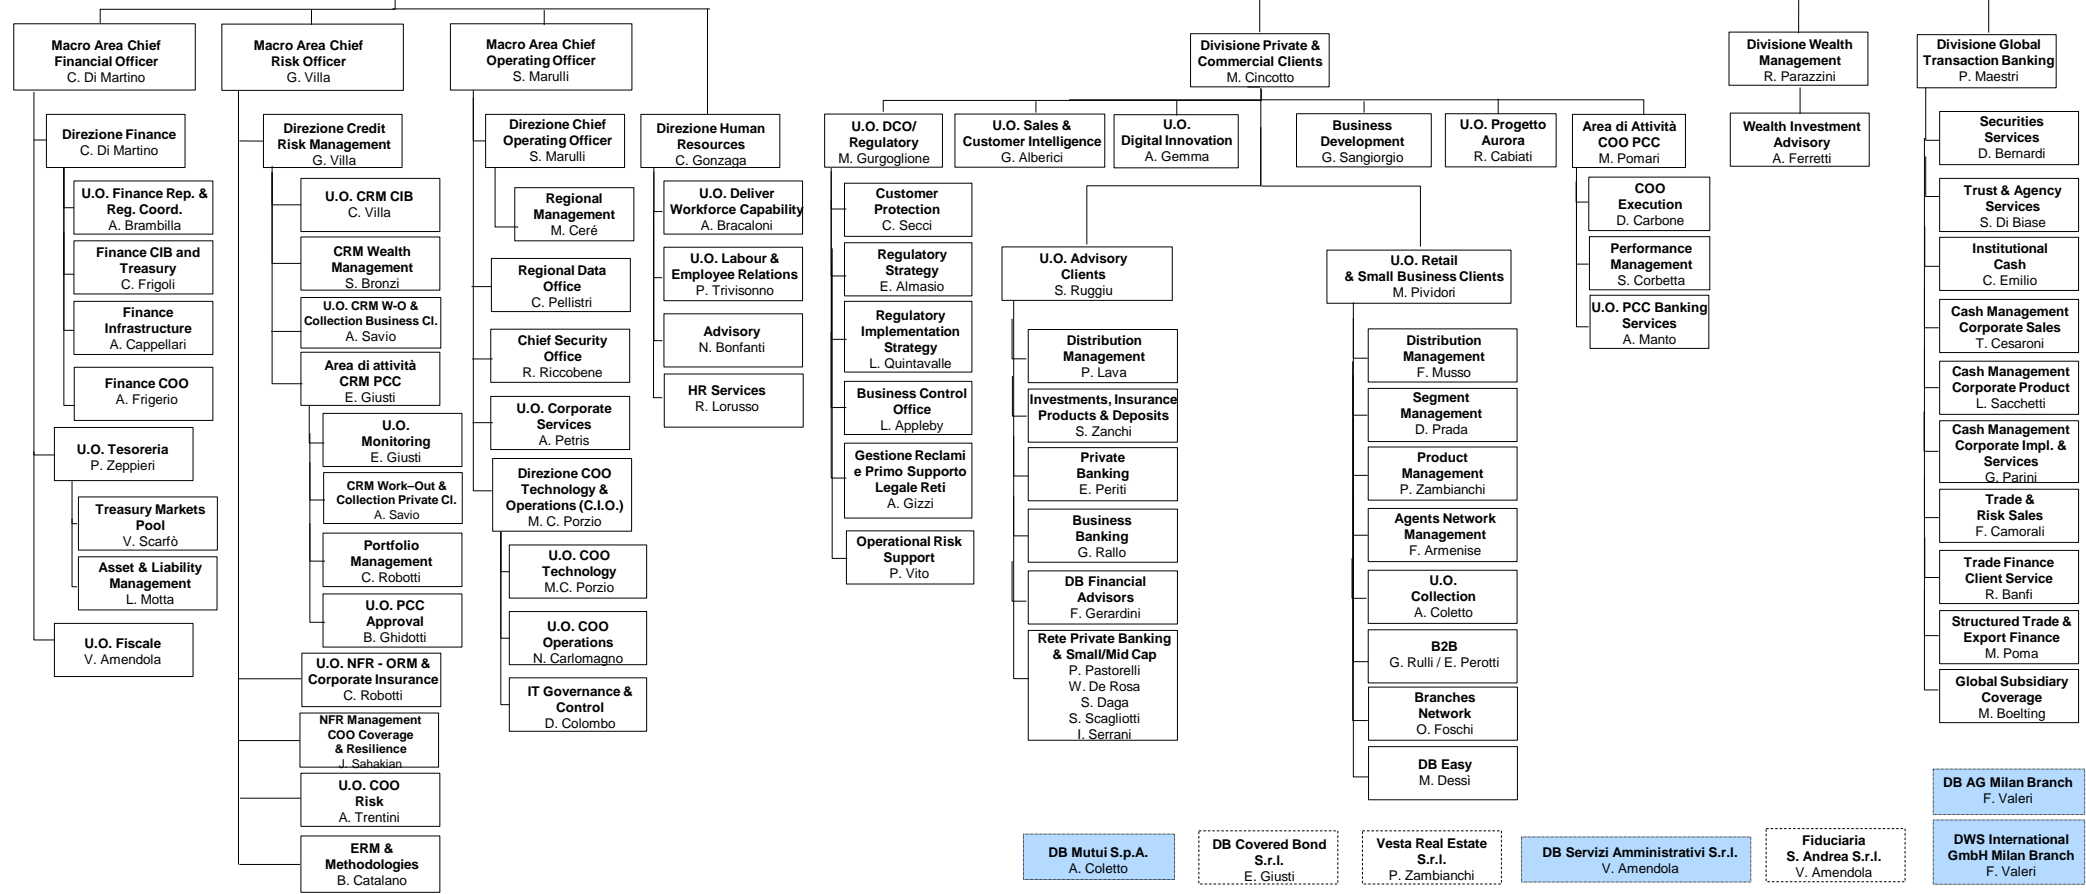 Macro Area Chief
Financial Officer
C. Di Martino
Direzione Finance
C. Di Martino
U.O. Finance Rep. &
Reg. Coord.
A. Brambilla
Finance CIB and
Treasury
C. Frigoli
Finance
Infrastructure
A. Cappellari
Finance COO
A. Frigerio
U.O. Tesoreria
P. Zeppieri
Treasury Markets
Pool
V. Scarfò
Asset & Liability
Management
L. Motta
U.O. Fiscale
V. Amendola
Macro Area Chief
Risk Officer
G. Villa
Direzione Credit
Risk Management
G. Villa
U.O. CRM CIB
C. Villa
CRM Wealth
Management
S. Bronzi
U.O. CRM W-O &
Collection Business Cl.
A. Savio
Area di attività
CRM PCC
E. Giusti
U.O.
Monitoring
E. Giusti
CRM Work–Out &
Collection Private Cl.
A. Savio
Portfolio
Management
C. Robotti
U.O. PCC
Approval
B. Ghidotti
U.O. NFR - ORM &
Corporate Insurance
C. Robotti
NFR Management
COO Coverage
& Resilience
J. Sahakian
U.O. COO
Risk
A. Trentini
ERM &
Methodologies
B. Catalano
Macro Area Chief
Operating Officer
S. Marulli
Direzione Chief
Operating Officer
S. Marulli
Regional
Management
M. Ceré
Regional Data
Office
C. Pellistri
Chief Security
Office
R. Riccobene
U.O. Corporate
Services
A. Petris
Direzione COO
Technology &
Operations (C.I.O.)
M. C. Porzio
U.O. COO
Technology
M.C. Porzio
U.O. COO
Operations
N. Carlomagno
IT Governance &
Control
D. Colombo
Direzione Human
Resources
C. Gonzaga
U.O. Deliver
Workforce Capability
A. Bracaloni
U.O. Labour &
Employee Relations
P. Trivisonno
Advisory
N. Bonfanti
HR Services
R. Lorusso
Divisione Private &
Commercial Clients
M. Cincotto
U.O. DCO/
Regulatory
M. Gurgoglione
Customer
Protection
C. Secci
Regulatory
Strategy
E. Almasio
Regulatory
Implementation
Strategy
L. Quintavalle
Business Control
Office
L. Appleby
Gestione Reclami
e Primo Supporto
Legale Reti
A. Gizzi
Operational Risk
Support
P. Vito
U.O. Sales &
Customer Intelligence
G. Alberici
U.O.
Digital Innovation
A. Gemma
Business
Development
G. Sangiorgio
U.O. Progetto
Aurora
R. Cabiati
Area di Attività
COO PCC
M. Pomari
COO
Execution
D. Carbone
Performance
Management
S. Corbetta
U.O. PCC Banking
Services
A. Manto
U.O. Advisory
Clients
S. Ruggiu
Distribution
Management
P. Lava
Investments, Insurance
Products & Deposits
S. Zanchi
Private
Banking
E. Periti
Business
Banking
G. Rallo
DB Financial
Advisors
F. Gerardini
Rete Private Banking
& Small/Mid Cap
P. Pastorelli
W. De Rosa
S. Daga
S. Scagliotti
I. Serrani
U.O. Retail
& Small Business Clients
M. Pividori
Distribution
Management
F. Musso
Segment
Management
D. Prada
Product
Management
P. Zambianchi
Agents Network
Management
F. Armenise
U.O.
Collection
A. Coletto
B2B
G. Rulli / E. Perotti
Branches
Network
O. Foschi
DB Easy
M. Dessì
Divisione Wealth
Management
R. Parazzini
Wealth Investment
Advisory
A. Ferretti
Divisione Global
Transaction Banking
P. Maestri
Securities
Services
D. Bernardi
Trust & Agency
Services
S. Di Biase
Institutional
Cash
C. Emilio
Cash Management
Corporate Sales
T. Cesaroni
Cash Management
Corporate Product
L. Sacchetti
Cash Management
Corporate Impl. &
Services
G. Parini
Trade &
Risk Sales
F. Camorali
Trade Finance
Client Service
R. Banfi
Structured Trade &
Export Finance
M. Poma
Global Subsidiary
Coverage
M. Boelting
DB AG Milan Branch
F. Valeri
DB Mutui S.p.A.
A. Coletto
DB Covered Bond
S.r.l.
E. Giusti
Vesta Real Estate
S.r.l.
P. Zambianchi
DB Servizi Amministrativi S.r.l.
V. Amendola
Fiduciaria
S. Andrea S.r.l.
V. Amendola
DWS International
GmbH Milan Branch
F. Valeri